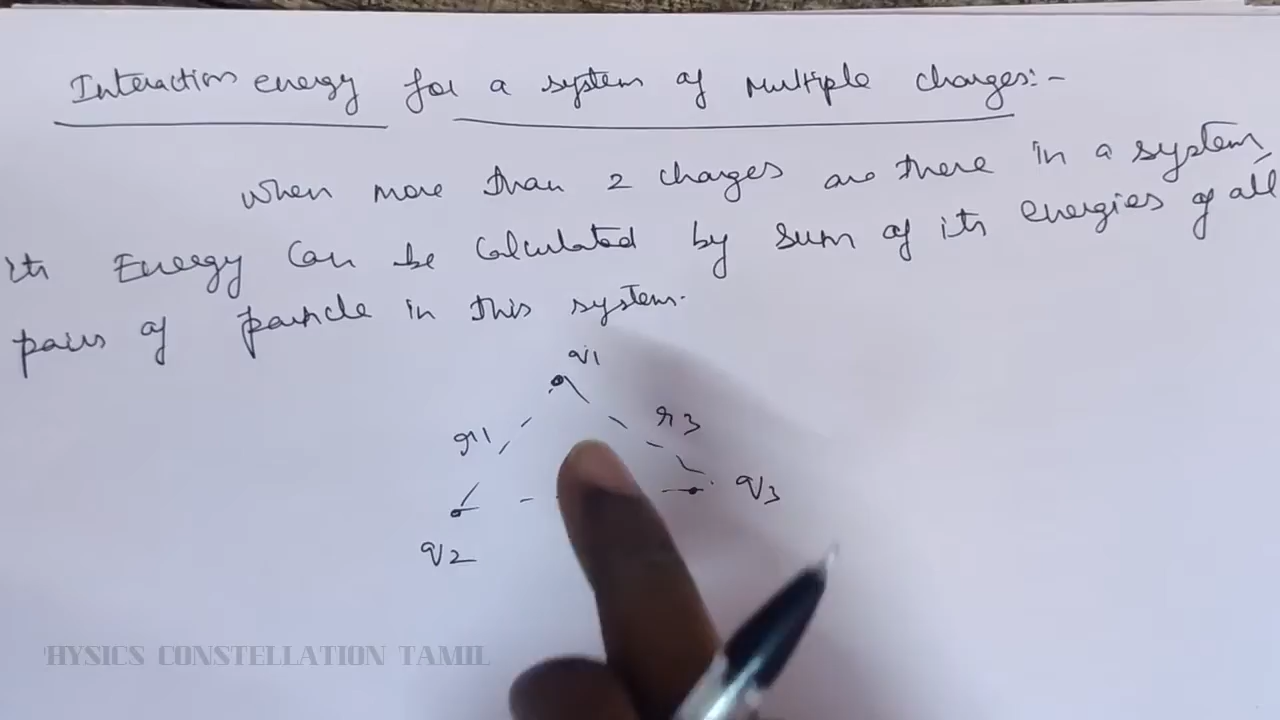 Interaction energy for a system of Multiple charges:-
When more than 2 charges are there in a system,
its Energy can be calculated by sum of its energies of all
pairs of particle in this system.
q1
r1
r3
q3
q2
HYSICS CONSTELLATION TAMIL